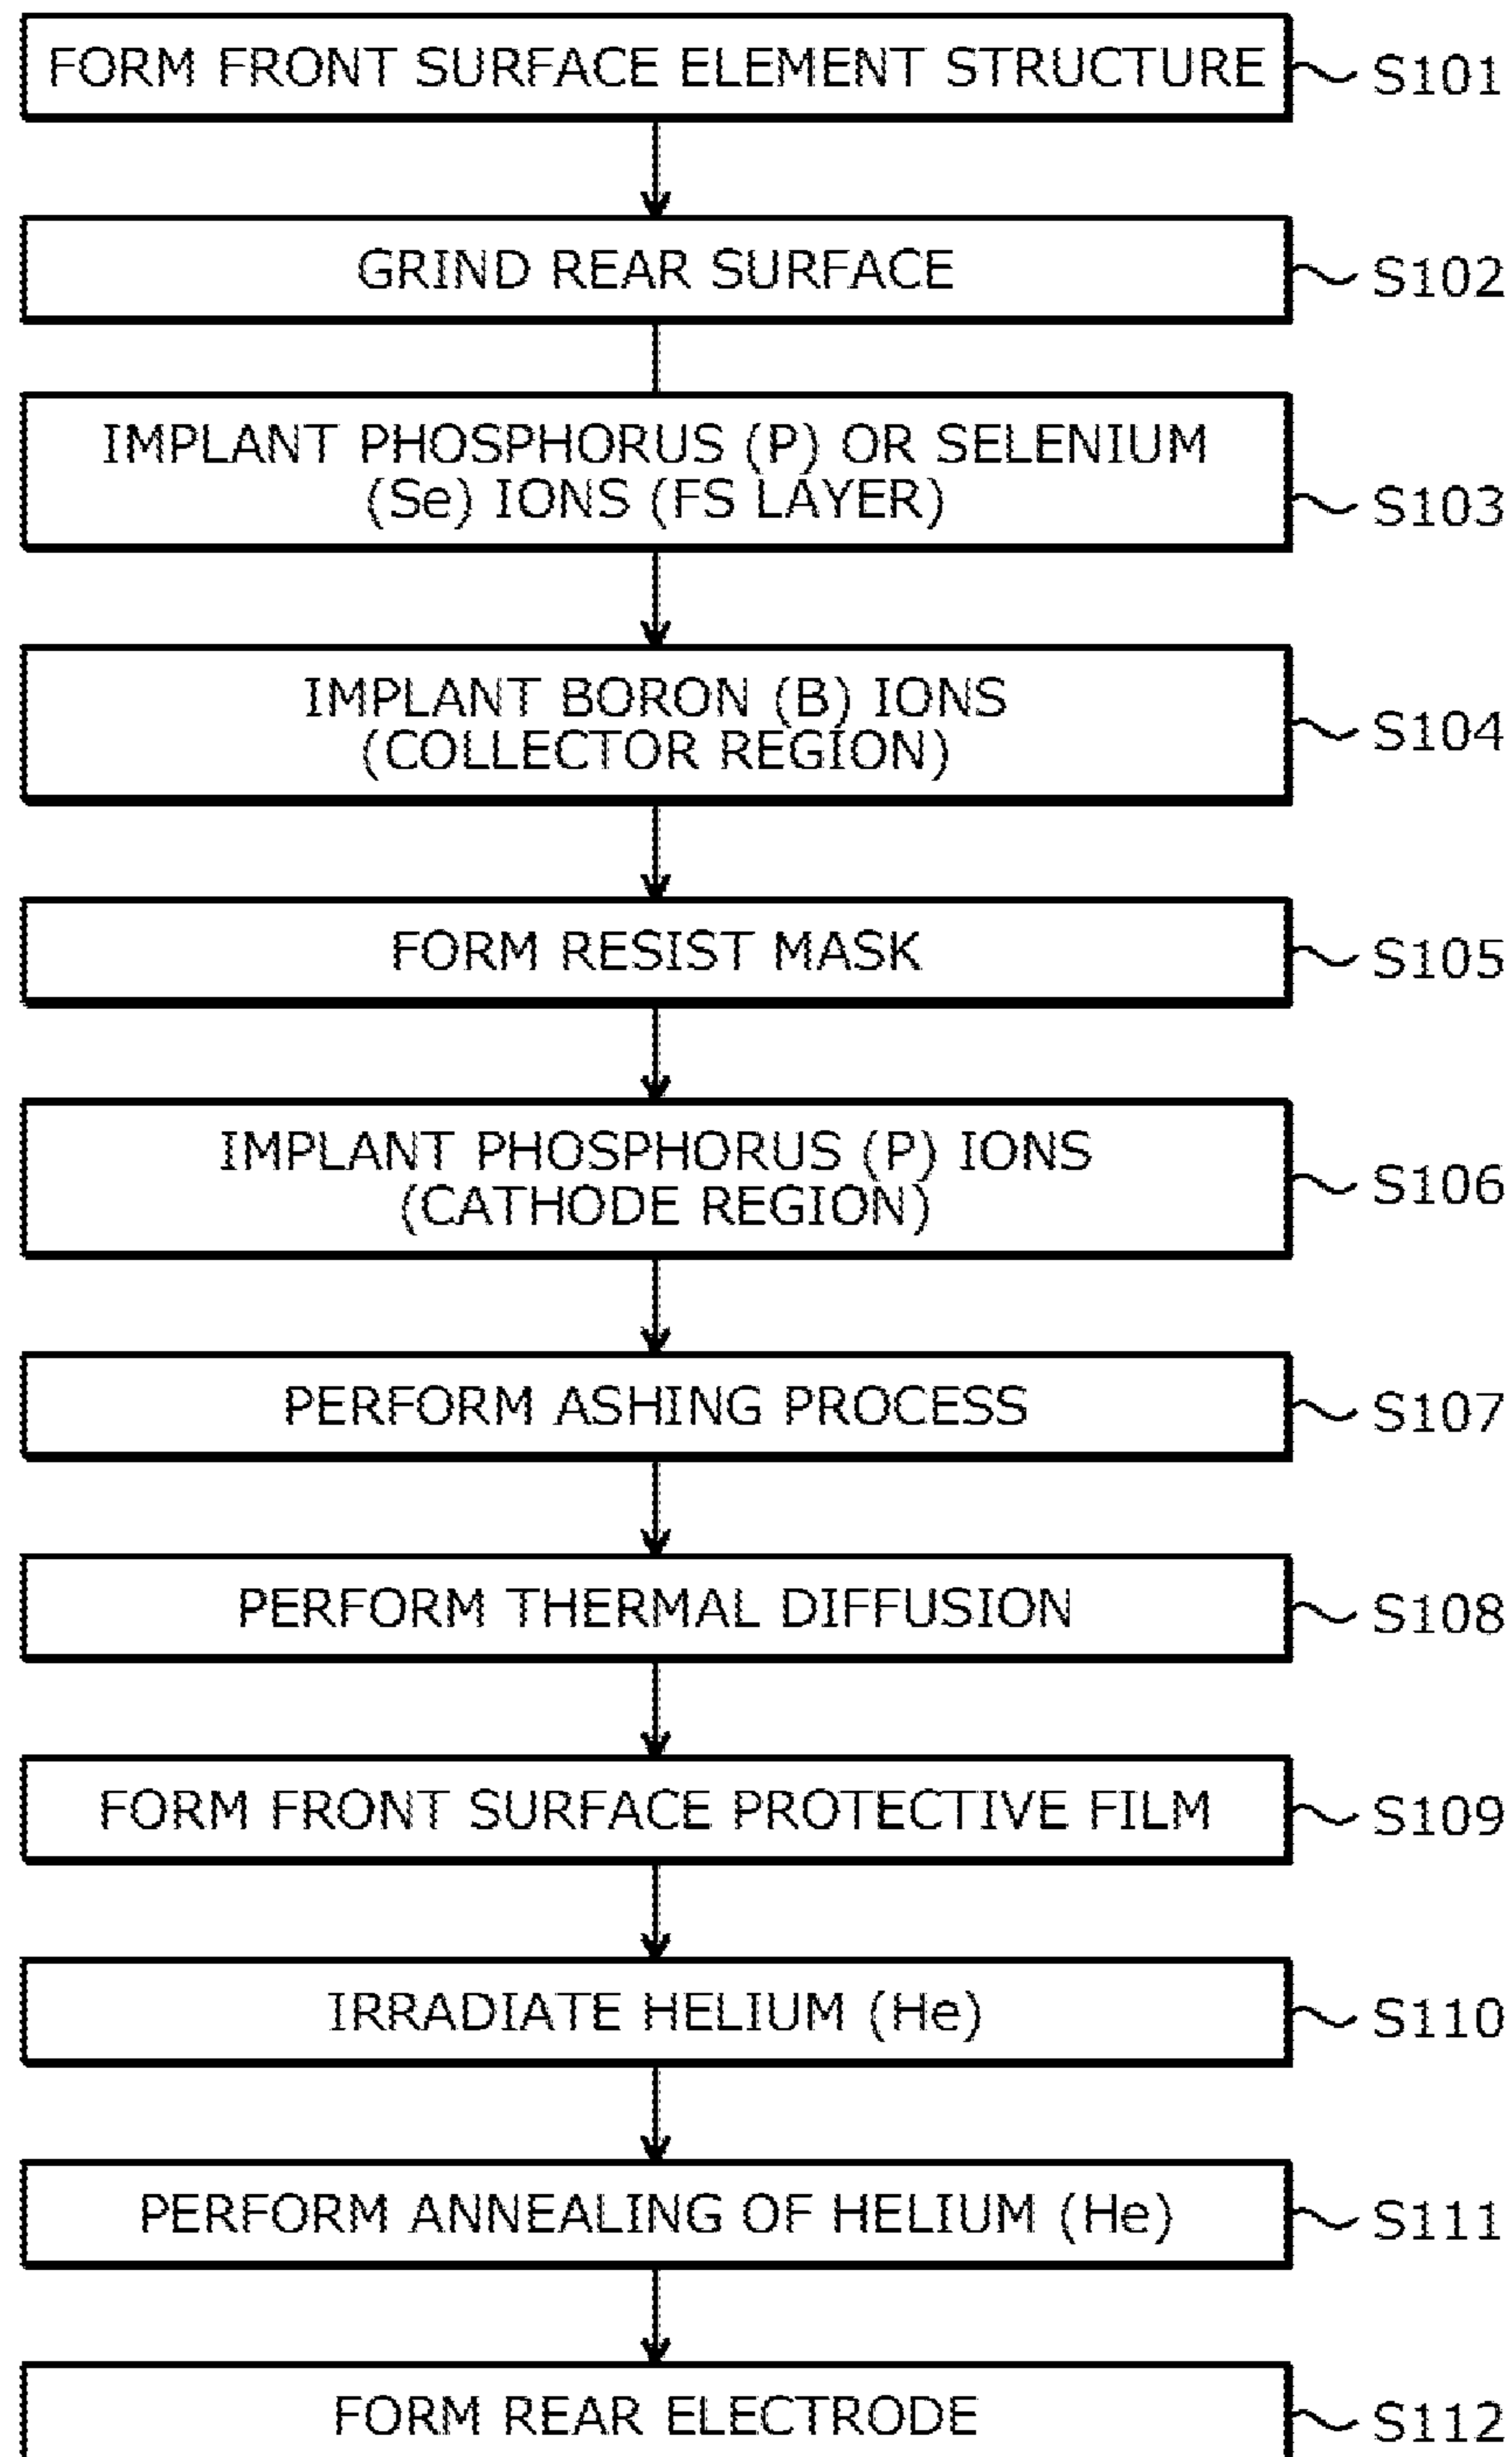 FORM FRONT SURFACE ELEMENT STRUCTURE S101
GRIND REAR SURFACE S102
IMPLANT PHOSPHORUS (P) OR SELENIUM
(Se) IONS (FS LAYER) S103
IMPLANT BORON (B) IONS
(COLLECTOR REGION) S104
FORM RESIST MASK S105
IMPLANT PHOSPHORUS (P) IONS
(CATHODE REGION) S106
PERFORM ASHING PROCESS S107
PERFORM THERMAL DIFFUSION S108
FORM FRONT SURFACE PROTECTIVE FILM S109
IRRADIATE HELIUM (He) S110
PERFORM ANNEALING OF HELIUM (He) S111
FORM REAR ELECTRODE S112